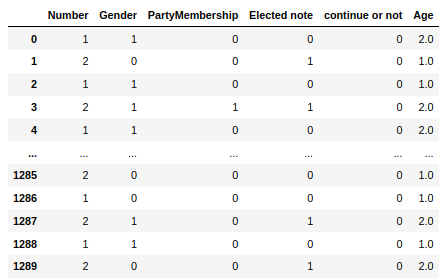 Number Gender PartyMembership Elected note continue or not Age
0 1 1 0 0 0 2.0
1 2 0 0 1 0 1.0
2 1 1 0 0 0 1.0
3 2 1 1 1 0 2.0
4 1 1 0 0 0 2.0
... ... ... ... ... ... ...
1285 2 0 0 0 0 1.0
1286 1 0 0 0 0 1.0
1287 2 1 0 1 0 2.0
1288 1 1 0 0 0 1.0
1289 2 0 0 1 0 2.0